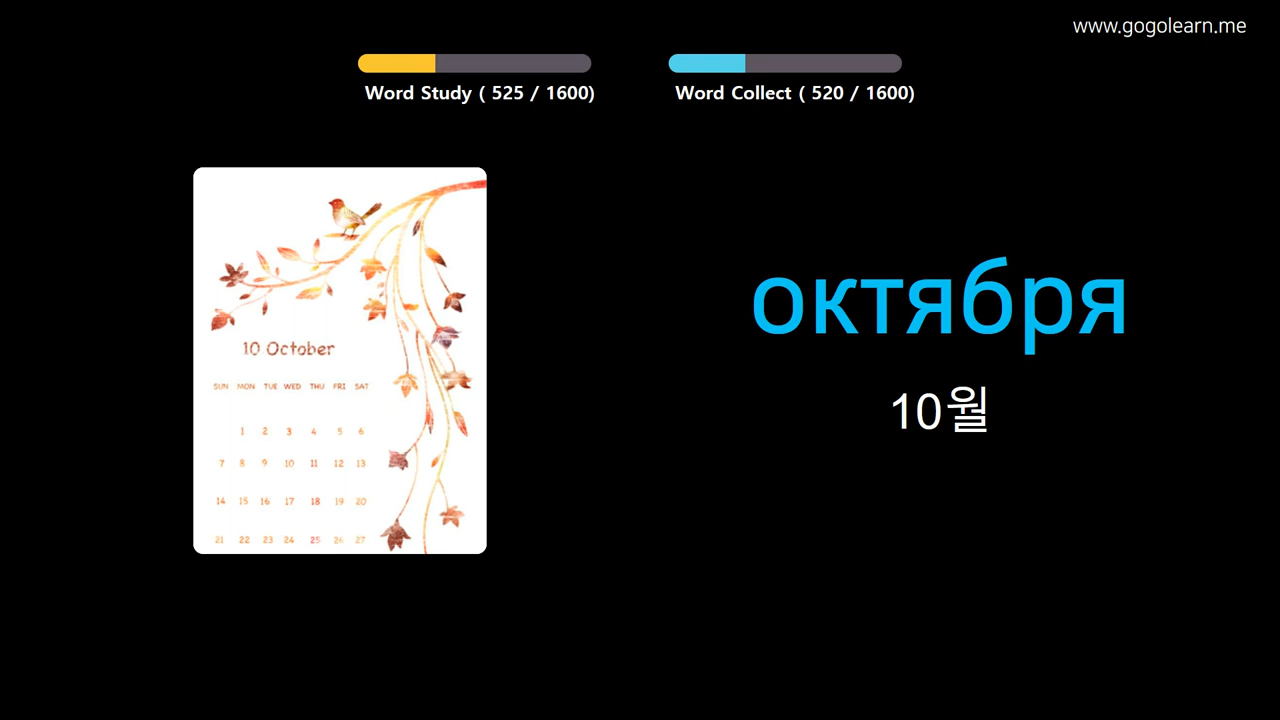 www.gogolearn.me
Word Study ( 525 / 1600)
Word Collect ( 520 / 1600)
10 October
SUN MON TUE WED THU FRI SAT
1 2 3 4 5 6
7 8 9 10 11 12 13
14 15 16 17 18 19 20
21 22 23 24 25 26 27
октября
10월